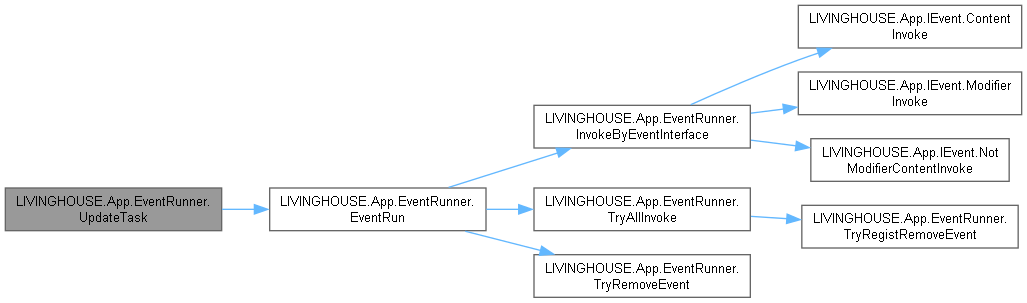 LIVINGHOUSE.App.EventRunner.
UpdateTask
LIVINGHOUSE.App.EventRunner.
EventRun
LIVINGHOUSE.App.EventRunner.
InvokeByEventInterface
LIVINGHOUSE.App.IEvent.Content
Invoke
LIVINGHOUSE.App.IEvent.Modifier
Invoke
LIVINGHOUSE.App.IEvent.Not
ModifierContentInvoke
LIVINGHOUSE.App.EventRunner.
TryAllInvoke
LIVINGHOUSE.App.EventRunner.
TryRegistRemoveEvent
LIVINGHOUSE.App.EventRunner.
TryRemoveEvent